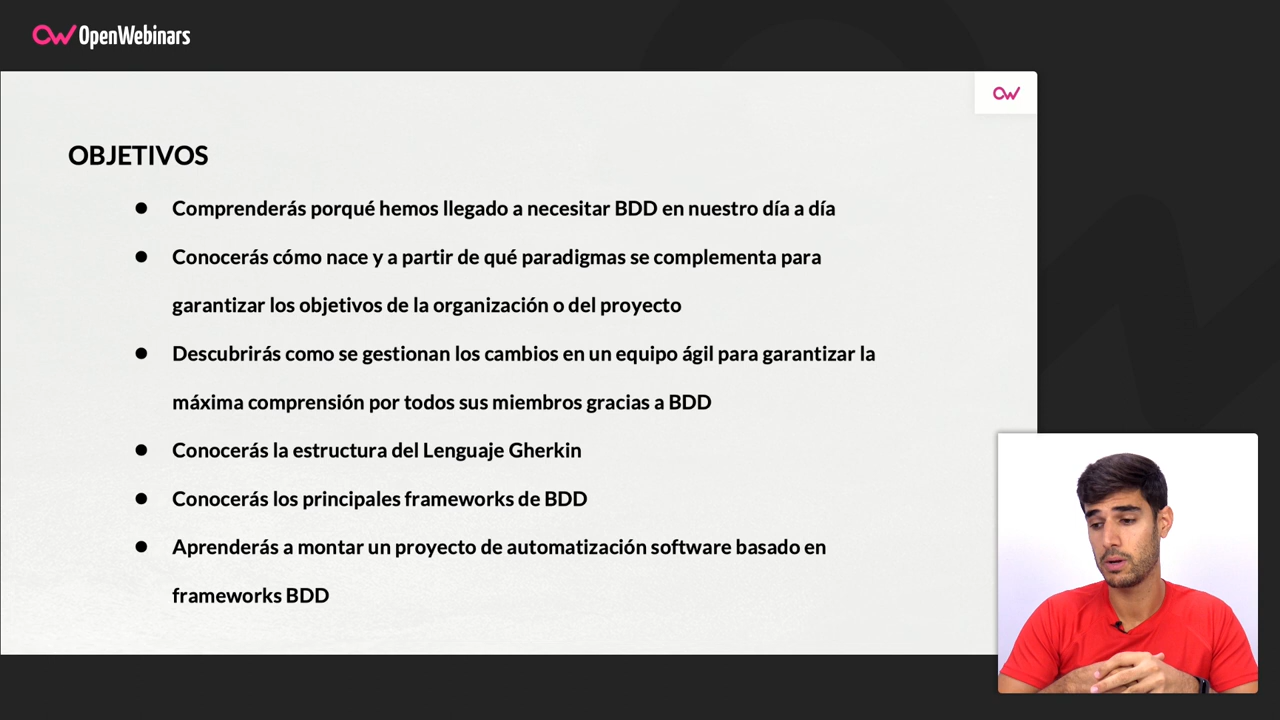 OpenWebinars
OBJETIVOS
● Comprenderás porqué hemos llegado a necesitar BDD en nuestro día a día
● Conocerás cómo nace y a partir de qué paradigmas se complementa para
garantizar los objetivos de la organización o del proyecto
● Descubrirás como se gestionan los cambios en un equipo ágil para garantizar la
máxima comprensión por todos sus miembros gracias a BDD
● Conocerás la estructura del Lenguaje Gherkin
● Conocerás los principales frameworks de BDD
● Aprenderás a montar un proyecto de automatización software basado en
frameworks BDD